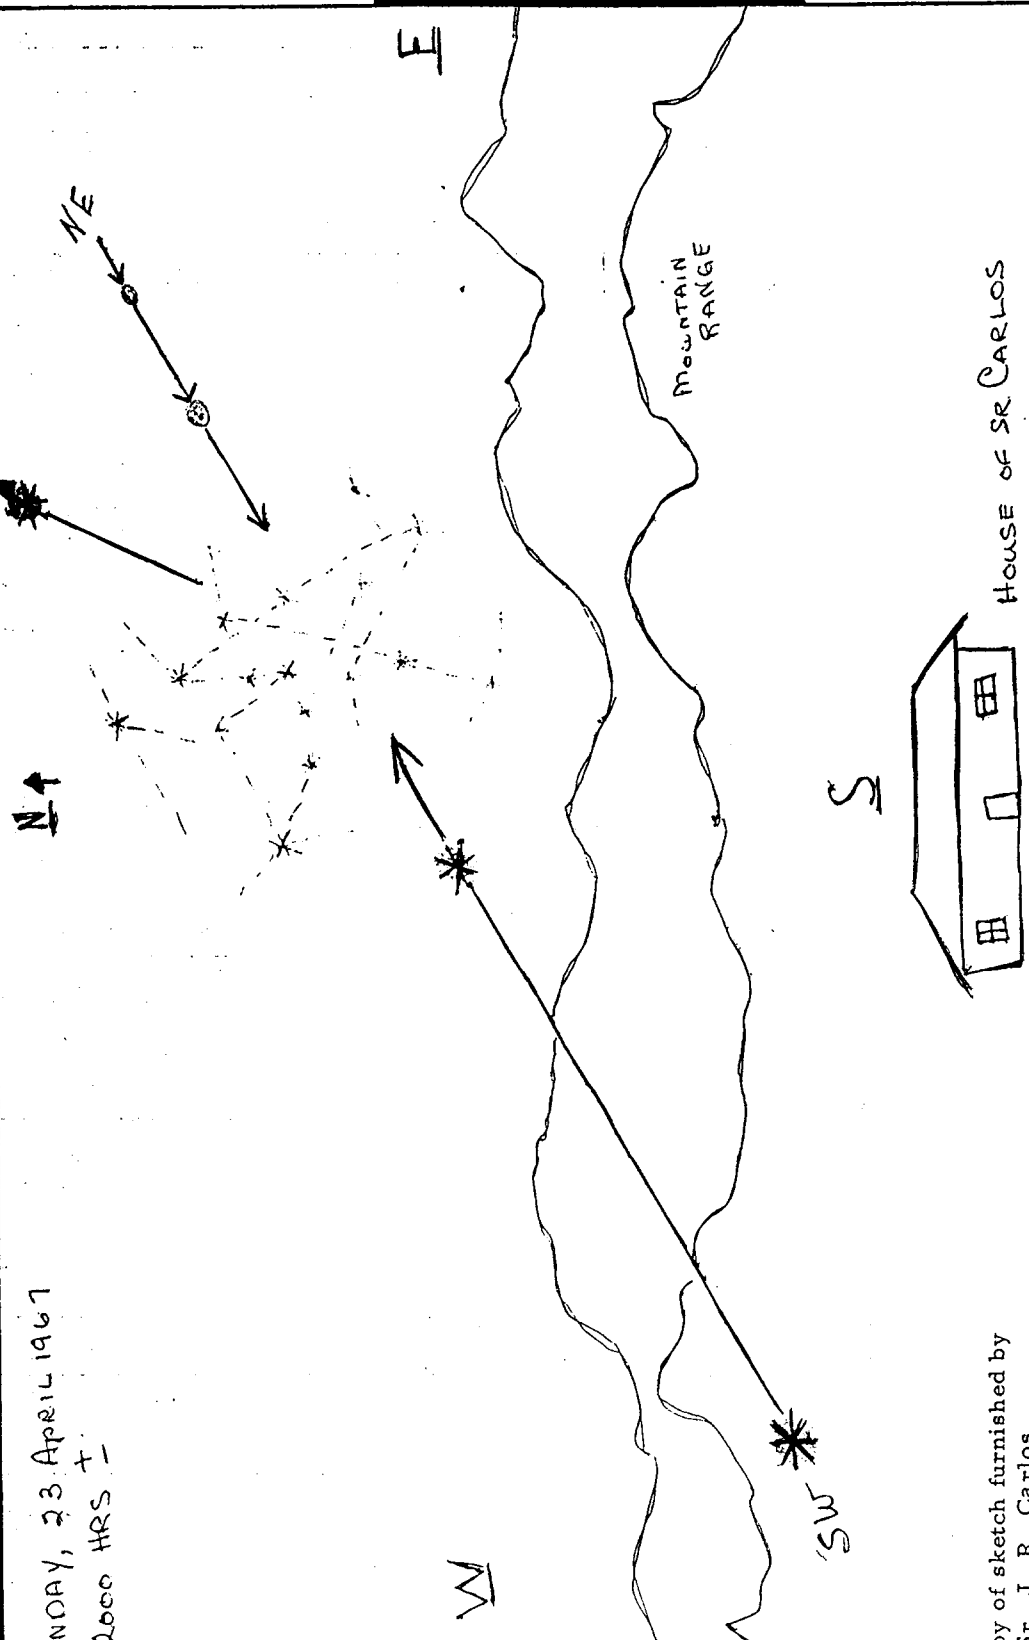 NDAY, 23 APRIL 1967
2000 HRS ±
N
NE
E
W
SW
MOUNTAIN
RANGE
S
HOUSE OF SR. CARLOS
of sketch furnished by
J. R. Carlos